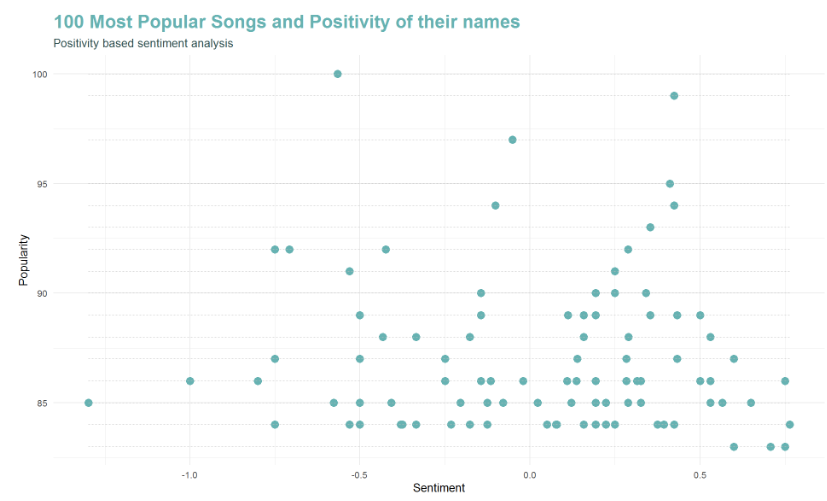 100 Most Popular Songs and Positivity of their names
Positivity based sentiment analysis
100
95
90
85
Popularity
-1.0 -0.5 0.0 0.5
Sentiment